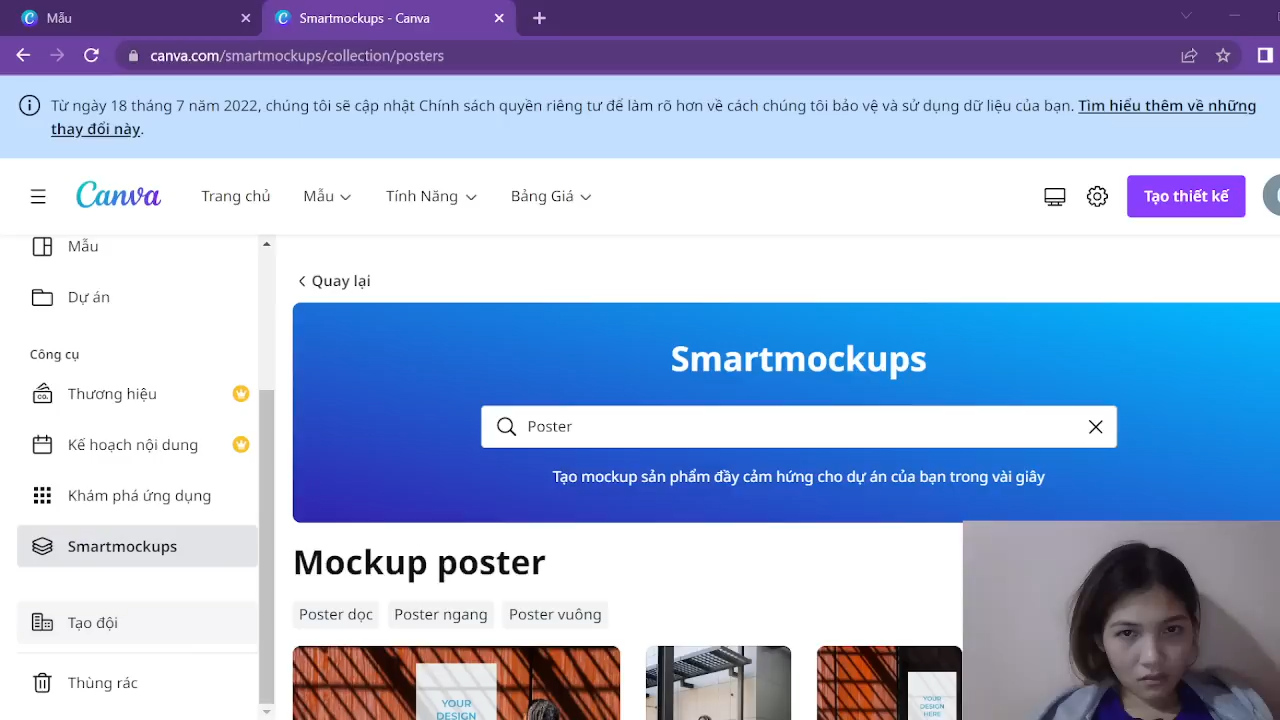 Mẫu
Smartmockups - Canva
canva.com/smartmockups/collection/posters
Từ ngày 18 tháng 7 năm 2022, chúng tôi sẽ cập nhật Chính sách quyền riêng tư để làm rõ hơn về cách chúng tôi bảo vệ và sử dụng dữ liệu của bạn. Tìm hiểu thêm về những
thay đổi này.
Canva
Trang chủ
Mẫu
Tính Năng
Bảng Giá
Tạo thiết kế
Mẫu
Dự án
Công cụ
Thương hiệu
Kế hoạch nội dung
Khám phá ứng dụng
Smartmockups
Tạo đội
Thùng rác
Quay lại
Smartmockups
Poster
Tạo mockup sản phẩm đầy cảm hứng cho dự án của bạn trong vài giây
Mockup poster
Poster dọc
Poster ngang
Poster vuông
YOUR
DESIGN
YOUR
DESIGN
HERE